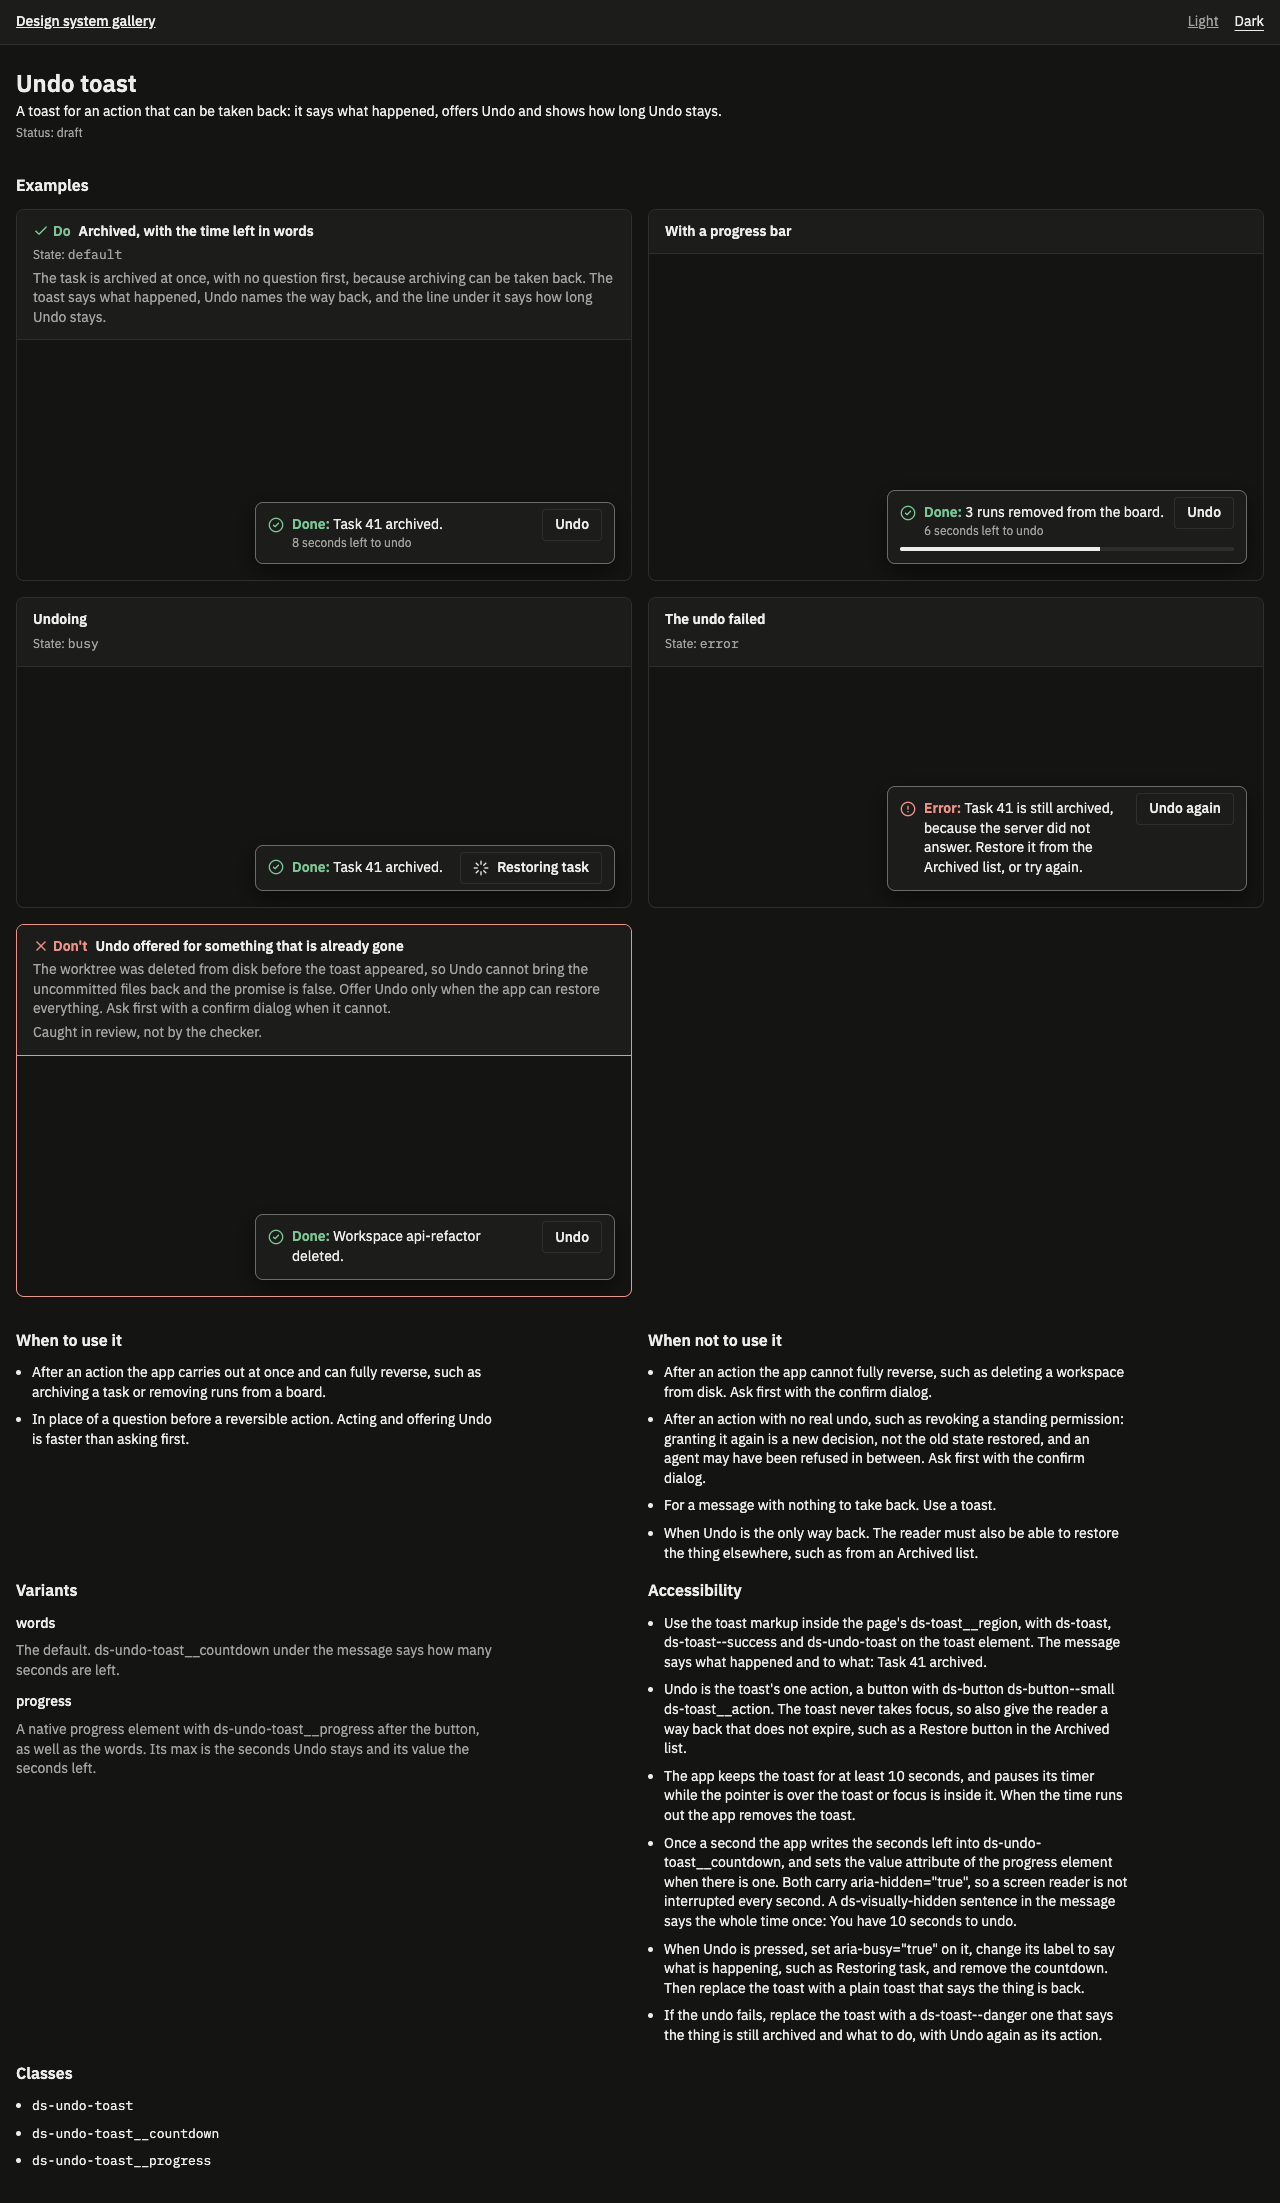 Design system gallery
Light
Dark
Undo toast
A toast for an action that can be taken back: it says what happened, offers Undo and shows how long Undo stays.
Status: draft
Examples
Do Archived, with the time left in words
State: default
The task is archived at once, with no question first, because archiving can be taken back. The
toast says what happened, Undo names the way back, and the line under it says how long
Undo stays.
Done: Task 41 archived.
8 seconds left to undo
Undo
With a progress bar
Done: 3 runs removed from the board.
6 seconds left to undo
Undo
Undoing
State: busy
Done: Task 41 archived.
Restoring task
The undo failed
State: error
Error: Task 41 is still archived,
because the server did not
answer. Restore it from the
Archived list, or try again.
Undo again
Don't Undo offered for something that is already gone
The worktree was deleted from disk before the toast appeared, so Undo cannot bring the
uncommitted files back and the promise is false. Offer Undo only when the app can restore
everything. Ask first with a confirm dialog when it cannot.
Caught in review, not by the checker.
Done: Workspace api-refactor
deleted.
Undo
When to use it
After an action the app carries out at once and can fully reverse, such as
archiving a task or removing runs from a board.
In place of a question before a reversible action. Acting and offering Undo
is faster than asking first.
When not to use it
After an action the app cannot fully reverse, such as deleting a workspace
from disk. Ask first with the confirm dialog.
After an action with no real undo, such as revoking a standing permission:
granting it again is a new decision, not the old state restored, and an
agent may have been refused in between. Ask first with the confirm
dialog.
For a message with nothing to take back. Use a toast.
When Undo is the only way back. The reader must also be able to restore
the thing elsewhere, such as from an Archived list.
Variants
words
The default. ds-undo-toast__countdown under the message says how many
seconds are left.
progress
A native progress element with ds-undo-toast__progress after the button,
as well as the words. Its max is the seconds Undo stays and its value the
seconds left.
Accessibility
Use the toast markup inside the page's ds-toast__region, with ds-toast,
ds-toast--success and ds-undo-toast on the toast element. The message
says what happened and to what: Task 41 archived.
Undo is the toast's one action, a button with ds-button ds-button--small
ds-toast__action. The toast never takes focus, so also give the reader a
way back that does not expire, such as a Restore button in the Archived
list.
The app keeps the toast for at least 10 seconds, and pauses its timer
while the pointer is over the toast or focus is inside it. When the time runs
out the app removes the toast.
Once a second the app writes the seconds left into ds-undo-
toast__countdown, and sets the value attribute of the progress element
when there is one. Both carry aria-hidden="true", so a screen reader is not
interrupted every second. A ds-visually-hidden sentence in the message
says the whole time once: You have 10 seconds to undo.
When Undo is pressed, set aria-busy="true" on it, change its label to say
what is happening, such as Restoring task, and remove the countdown.
Then replace the toast with a plain toast that says the thing is back.
If the undo fails, replace the toast with a ds-toast--danger one that says
the thing is still archived and what to do, with Undo again as its action.
Classes
ds-undo-toast
ds-undo-toast__countdown
ds-undo-toast__progress